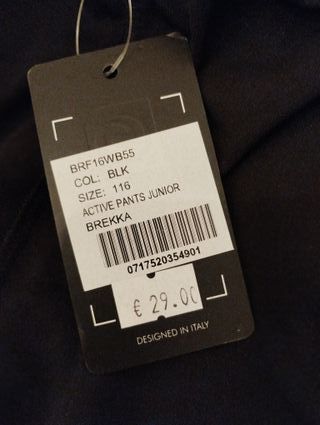 BRF16WB55
COL: BLK
SIZE: 116
ACTIVE PANTS JUNIOR
BREKKA
0717520354901
€ 29.00
DESIGNED IN ITALY